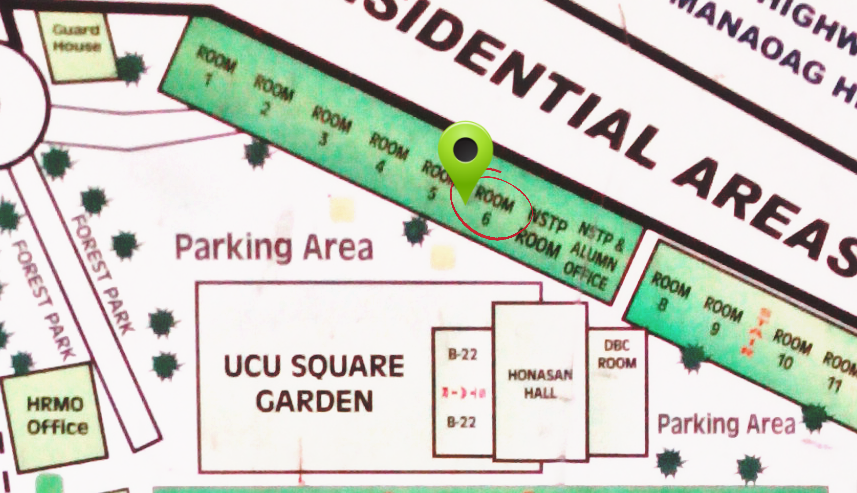 Guard
House
ROOM
1
ROOM
2
ROOM
3
ROOM
4
ROOM
5
ROOM
6
NSTP
ROOM
NSTP &
ALUMN
OFFICE
SIDENTIAL AREAS
HIGHW
MANAOAG H
ROOM
8
ROOM
9
STAIR
ROOM
10
ROOM
11
Parking Area
FOREST PARK
FOREST PARK
UCU SQUARE
GARDEN
B-22
B-22
HONASAN
HALL
DBC
ROOM
HRMO
Office
Parking Area